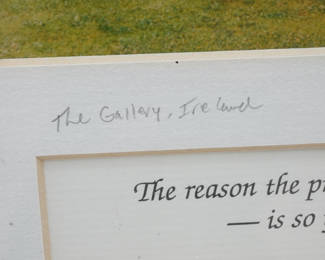 The Gallery, Ireland
The reason the
— is so